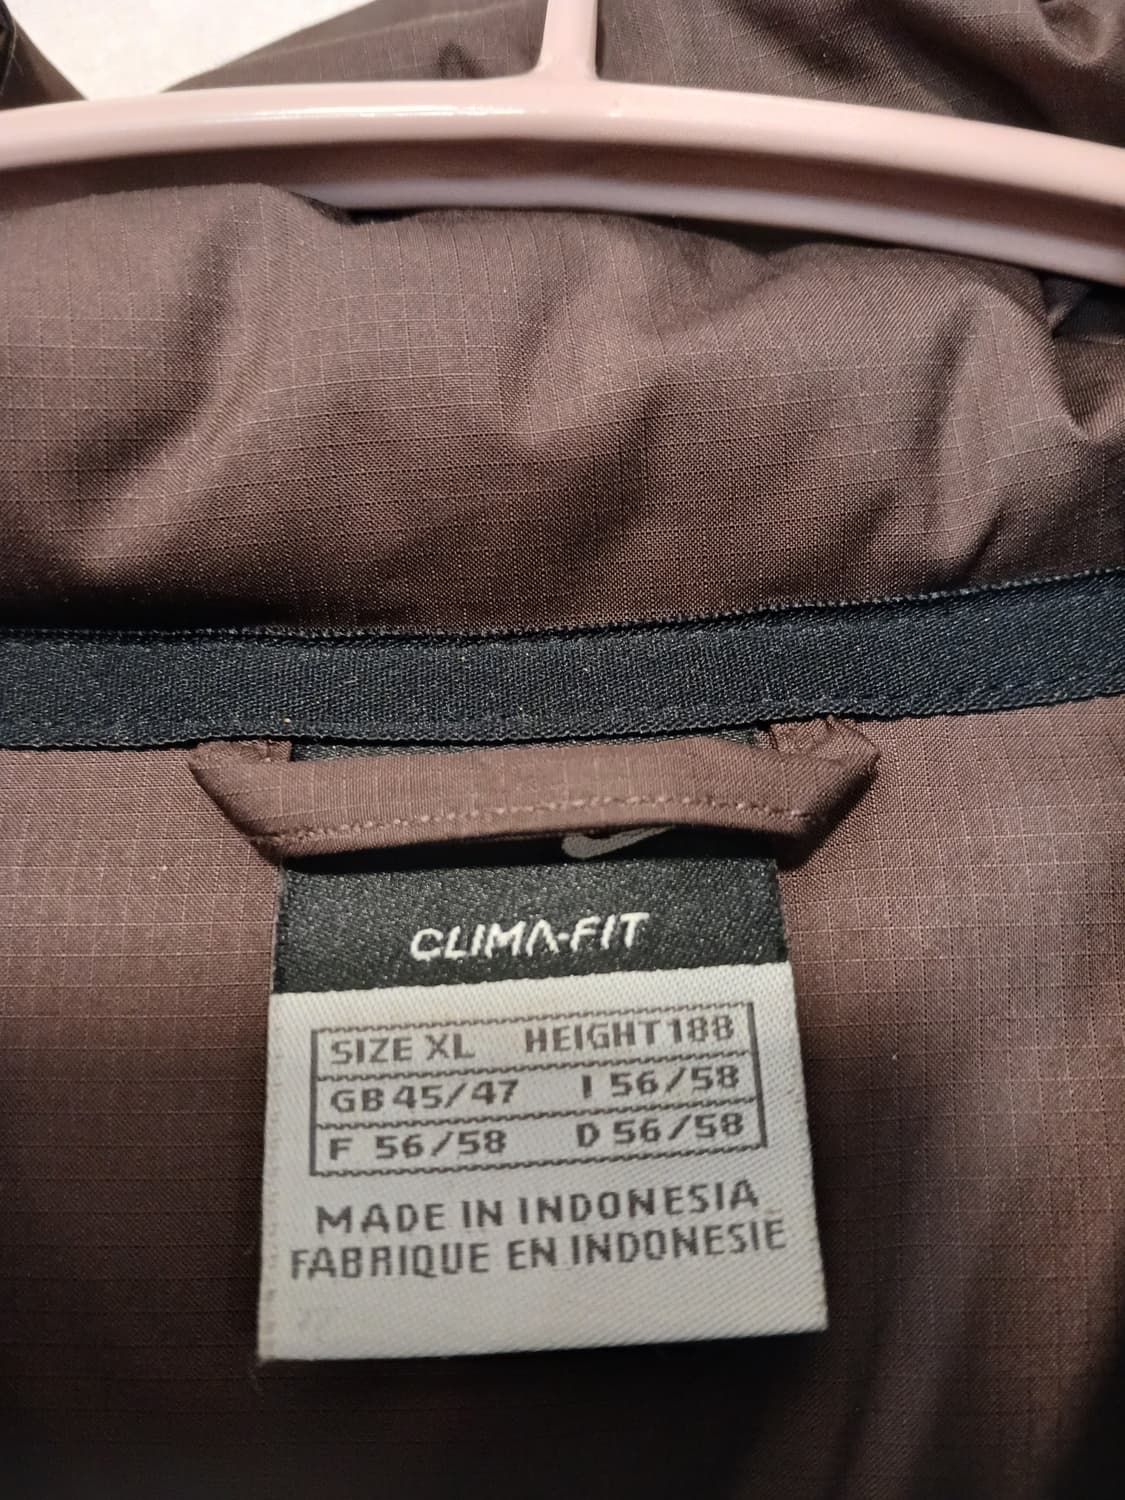 CLIMA-FIT
SIZE XL HEIGHT 188
GB 45/47 I 56/58
F 56/58 D 56/58
MADE IN INDONESIA
FABRIQUE EN INDONESIE